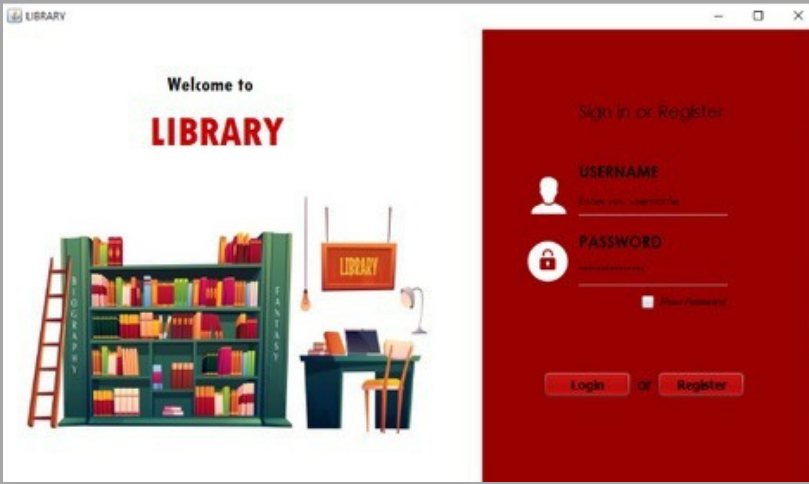 LIBRARY
Welcome to
LIBRARY
BIOGRAPHY
FANTASY
LIBRARY
Sign in or Register
USERNAME
PASSWORD
Show Password
Login or Register